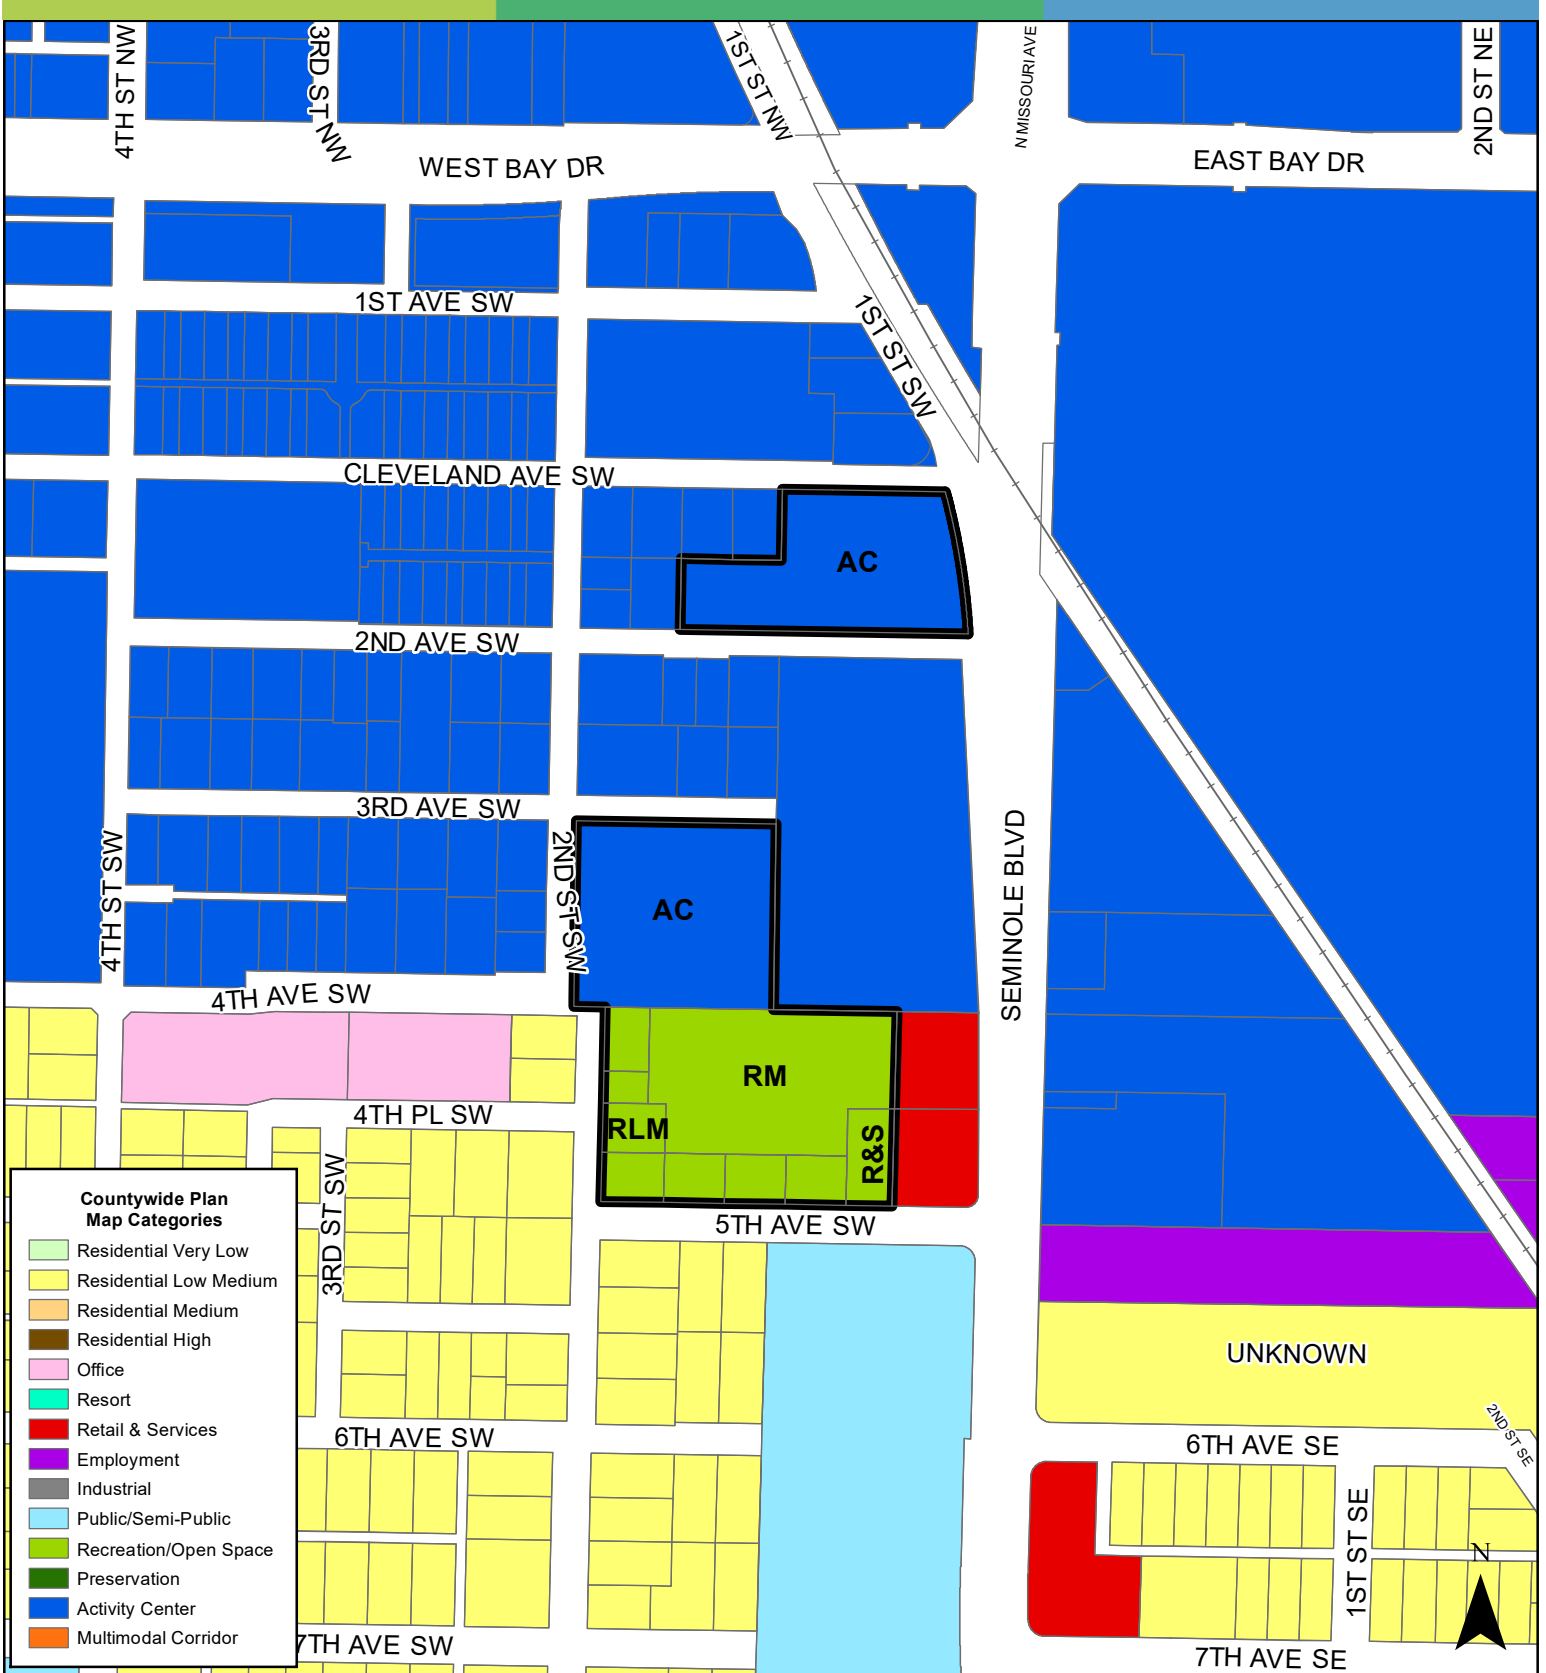 4TH ST NW
3RD ST NW
1ST ST NW
N MISSOURI AVE
2ND ST NE
WEST BAY DR
EAST BAY DR
1ST AVE SW
1ST ST SW
CLEVELAND AVE SW
AC
2ND AVE SW
3RD AVE SW
4TH ST SW
2ND ST SW
AC
SEMINOLE BLVD
4TH AVE SW
RM
4TH PL SW
RLM
R&S
3RD ST SW
5TH AVE SW
Countywide Plan
Map Categories
Residential Very Low
Residential Low Medium
Residential Medium
Residential High
Office
Resort
Retail & Services
Employment
Industrial
Public/Semi-Public
Recreation/Open Space
Preservation
Activity Center
Multimodal Corridor
UNKNOWN
2ND ST SE
6TH AVE SW
6TH AVE SE
1ST ST SE
N
7TH AVE SW
7TH AVE SE